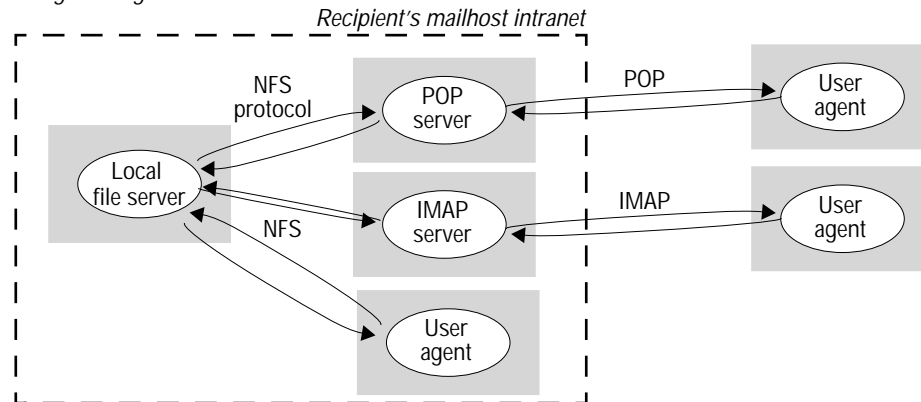 Recipient's mailhost intranet
NFS
protocol
POP
server
POP
User
agent
Local
file server
IMAP
server
IMAP
User
agent
NFS
User
agent